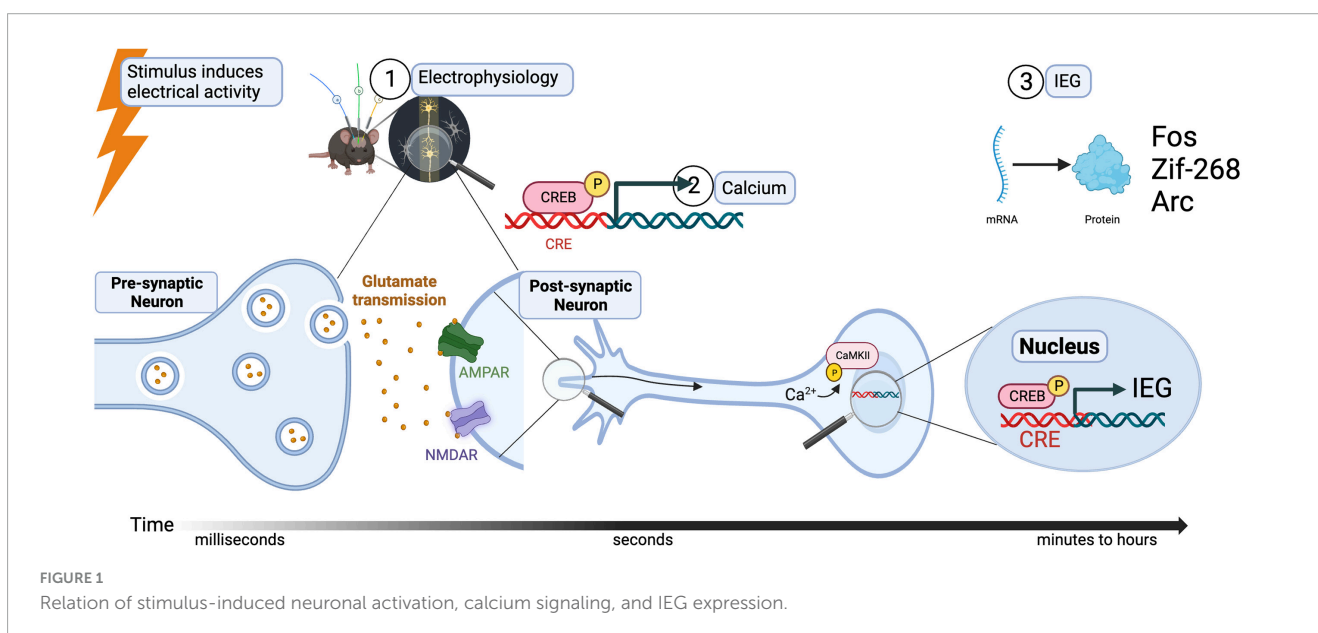 Stimulus induces
electrical activity
1
Electrophysiology
3
IEG
mRNA
Protein
Fos
Zif-268
Arc
CREB
P
2
Calcium
CRE
Pre-synaptic
Neuron
Glutamate
transmission
Post-synaptic
Neuron
AMPAR
NMDAR
CaMKII
P
Ca²⁺
Nucleus
CREB
P
IEG
CRE
Time
milliseconds
seconds
minutes to hours
FIGURE 1
Relation of stimulus-induced neuronal activation, calcium signaling, and IEG expression.